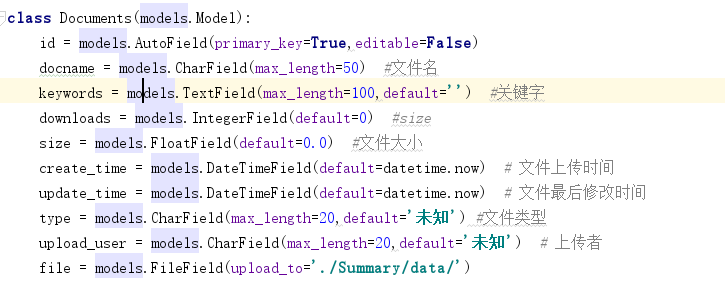 class Documents(models.Model):
id = models.AutoField(primary_key=True,editable=False)
docname = models.CharField(max_length=50)  #文件名
keywords = models.TextField(max_length=100,default='')  #关键字
downloads = models.IntegerField(default=0)  #size
size = models.FloatField(default=0.0)  #文件大小
create_time = models.DateTimeField(default=datetime.now)  # 文件上传时间
update_time = models.DateTimeField(default=datetime.now)  # 文件最后修改时间
type = models.CharField(max_length=20,default='未知') #文件类型
upload_user = models.CharField(max_length=20,default='未知')  # 上传者
file = models.FileField(upload_to='./Summary/data/')